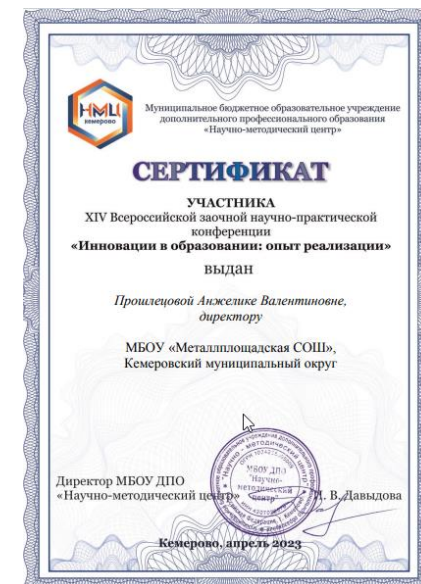 НМЦ
кемерово
Муниципальное бюджетное образовательное учреждение
дополнительного профессионального образования
«Научно-методический центр»
СЕРТИФИКАТ
УЧАСТНИКА
XIV Всероссийской заочной научно-практической
конференции
«Инновации в образовании: опыт реализации»
выдан
Прошлецовой Анжелике Валентиновне,
директору
МБОУ «Металлплощадская СОШ»,
Кемеровский муниципальный округ
Директор МБОУ ДПО
«Научно-методический центр»
В. Давыдова
МБОУ ДПО
"Научно-
методический
центр"
Кемерово, апрель 2023